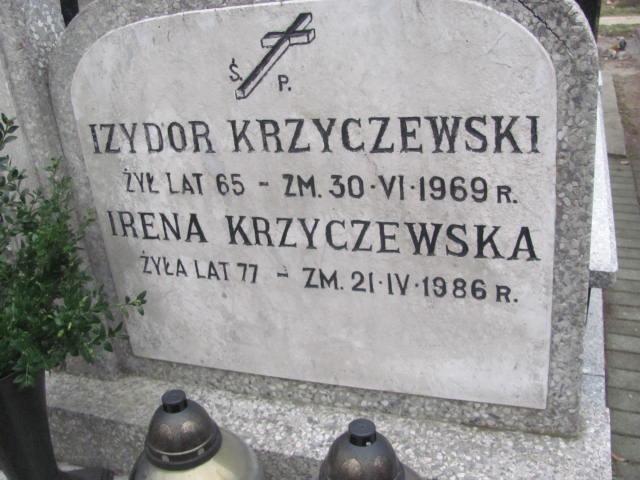 Ś. P.
IZYDOR KRZYCZEWSKI
ŻYŁ LAT 65 - ZM. 30·VI·1969 R.
IRENA KRZYCZEWSKA
ŻYŁA LAT 77 - ZM. 21·IV·1986 R.